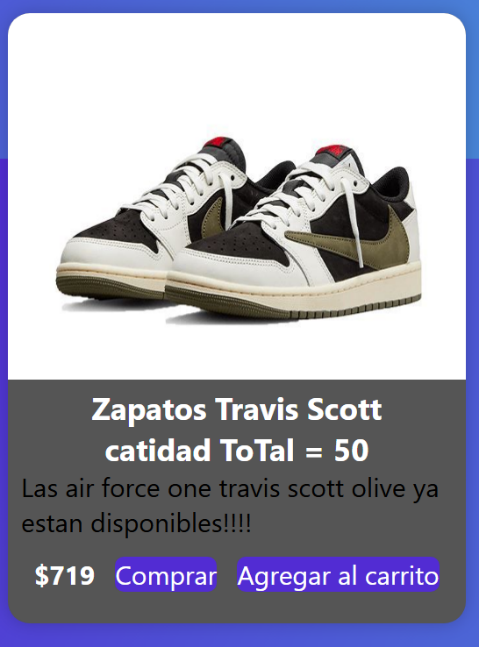 Zapatos Travis Scott
catidad ToTal = 50
Las air force one travis scott olive ya
estan disponibles!!!!
$719 Comprar Agregar al carrito